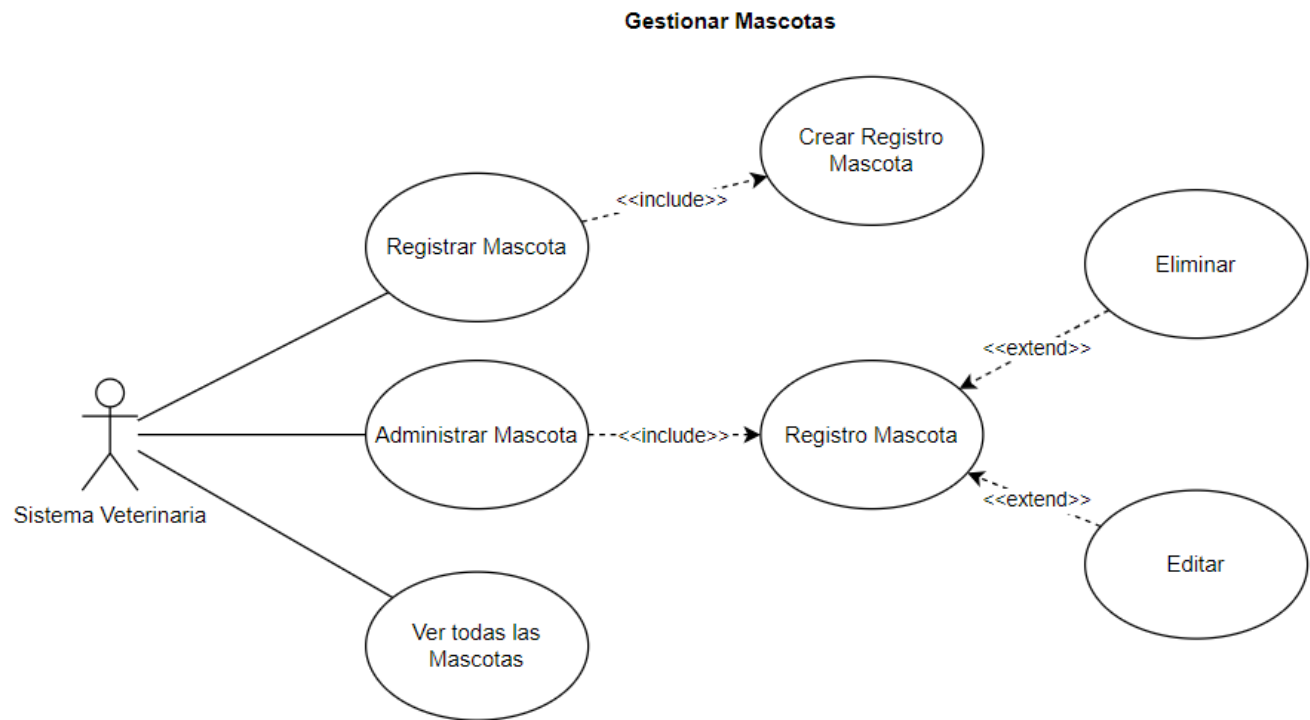 Gestionar Mascotas
Crear Registro
Mascota
<<include>>
Registrar Mascota
Eliminar
<<extend>>
Administrar Mascota
<<include>>
Registro Mascota
<<extend>>
Sistema Veterinaria
Editar
Ver todas las
Mascotas